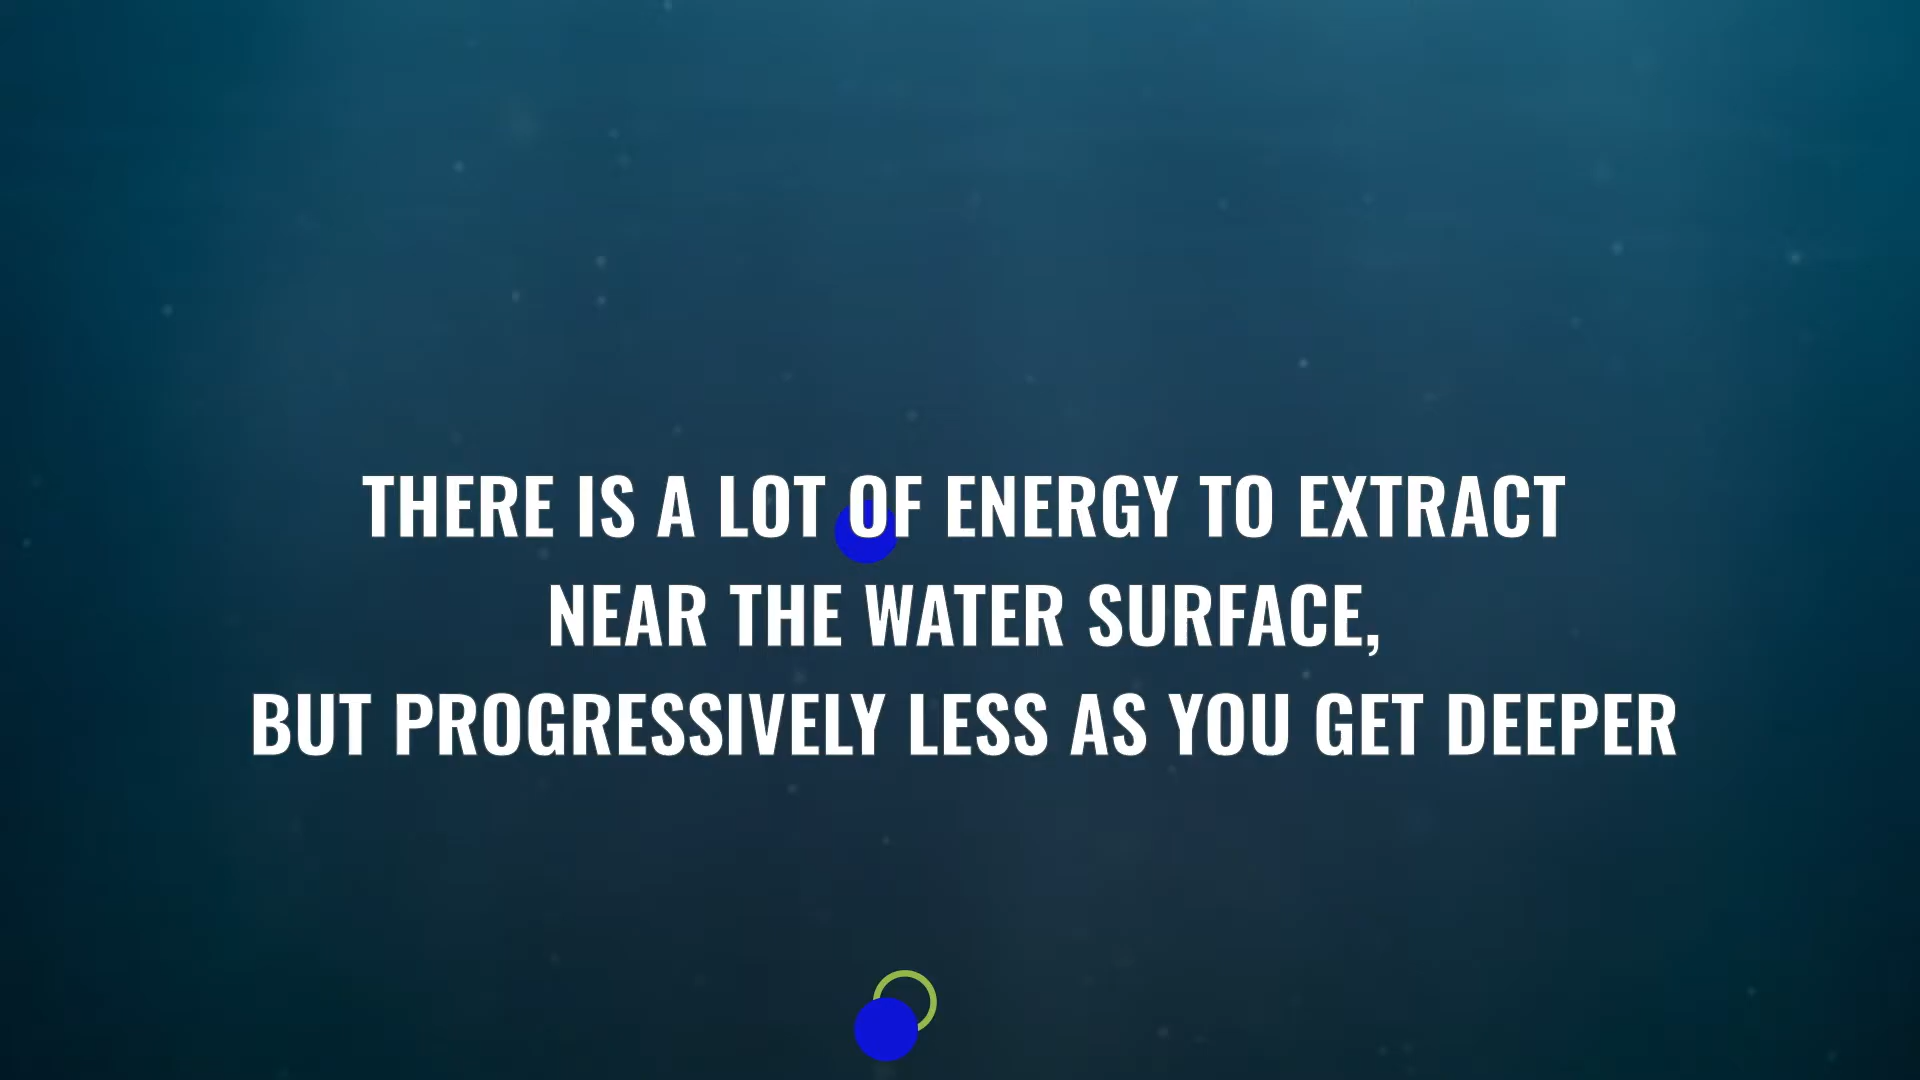 THERE IS A LOT OF ENERGY TO EXTRACT
NEAR THE WATER SURFACE,
BUT PROGRESSIVELY LESS AS YOU GET DEEPER